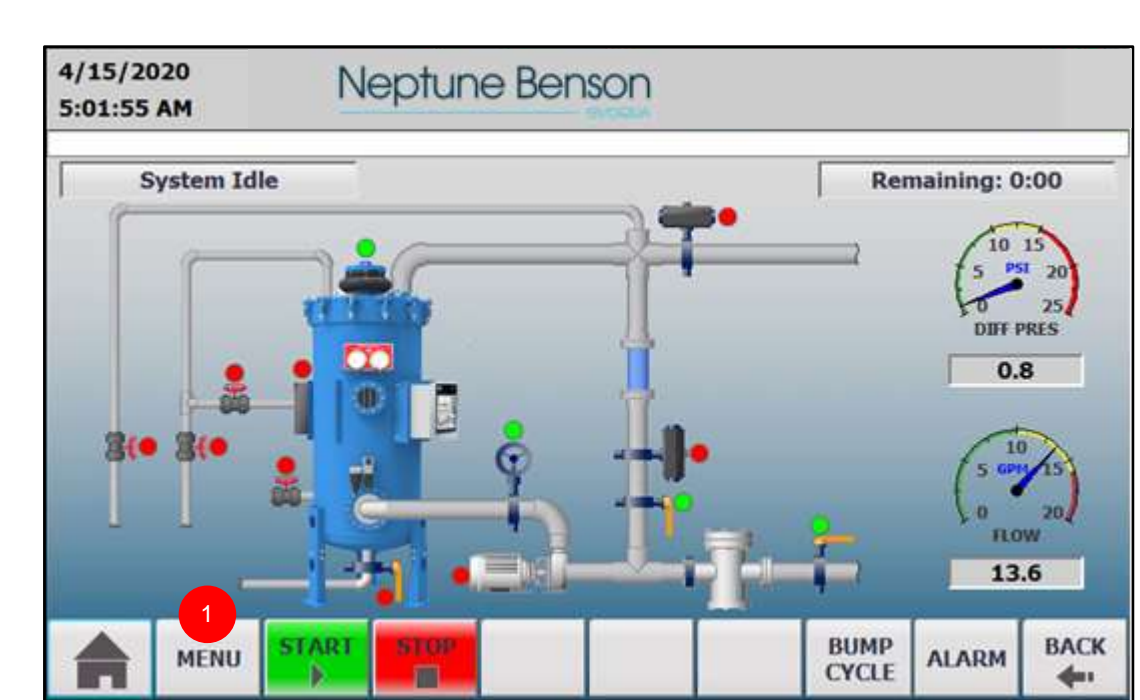 4/15/2020
5:01:55 AM
Neptune Benson
EVOQUA
System Idle
Remaining: 0:00
0 5 10 15 20 25
PSI
DIFF PRES
0.8
0 5 10 15 20
GPM
FLOW
13.6
1
MENU
START
STOP
BUMP
CYCLE
ALARM
BACK